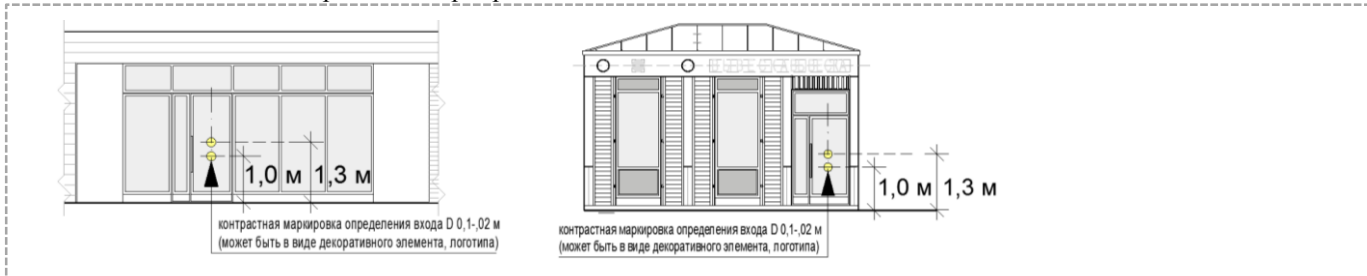 1,0 м 1,3 м
контрастная маркировка определения входа D 0,1-,02 м
(может быть в виде декоративного элемента, логотипа)
1,0 м 1,3 м
контрастная маркировка определения входа D 0,1-,02 м
(может быть в виде декоративного элемента, логотипа)